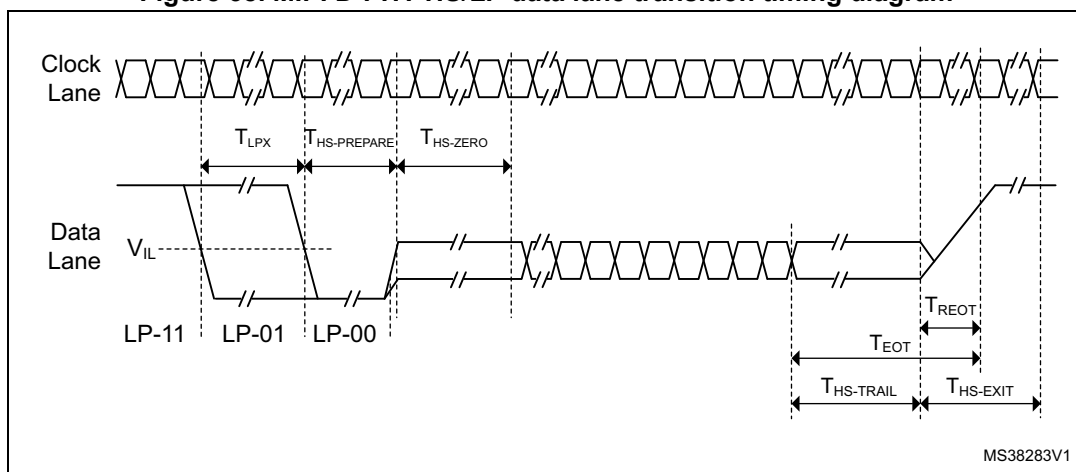 Clock
Lane
TLPX
THS-PREPARE
THS-ZERO
Data
Lane
VIL
LP-11
LP-01
LP-00
TREOT
TEOT
THS-TRAIL
THS-EXIT
MS38283V1